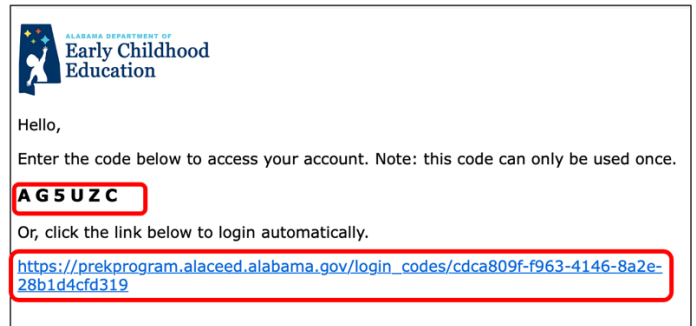 ALABAMA DEPARTMENT OF
Early Childhood
Education
Hello,
Enter the code below to access your account. Note: this code can only be used once.
AG5UZC
Or, click the link below to login automatically.
https://prekprogram.alaceed.alabama.gov/login_codes/cdca809f-f963-4146-8a2e-
28b1d4cfd319